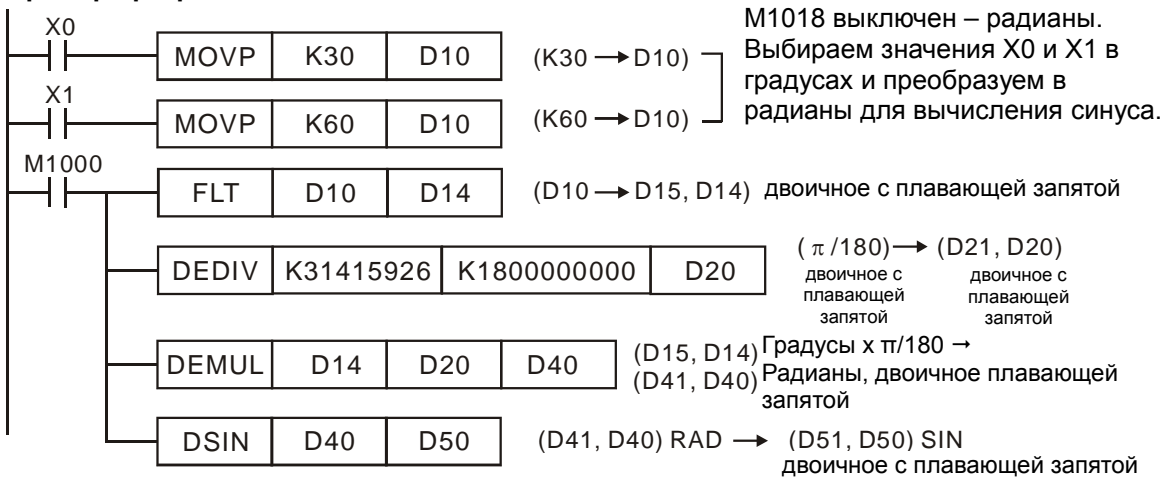 X0
MOVP K30 D10 (K30 → D10)
M1018 выключен – радианы.
Выбираем значения X0 и X1 в
градусах и преобразуем в
радианы для вычисления синуса.
X1
MOVP K60 D10 (K60 → D10)
M1000
FLT D10 D14 (D10 → D15, D14) двоичное с плавающей запятой
DEDIV K31415926 K1800000000 D20
( π /180) → (D21, D20)
двоичное с двоичное с
плавающей плавающей
запятой запятой
DEMUL D14 D20 D40
(D15, D14) Градусы x π/180 →
(D41, D40) Радианы, двоичное плавающей
запятой
DSIN D40 D50 (D41, D40) RAD → (D51, D50) SIN
двоичное с плавающей запятой